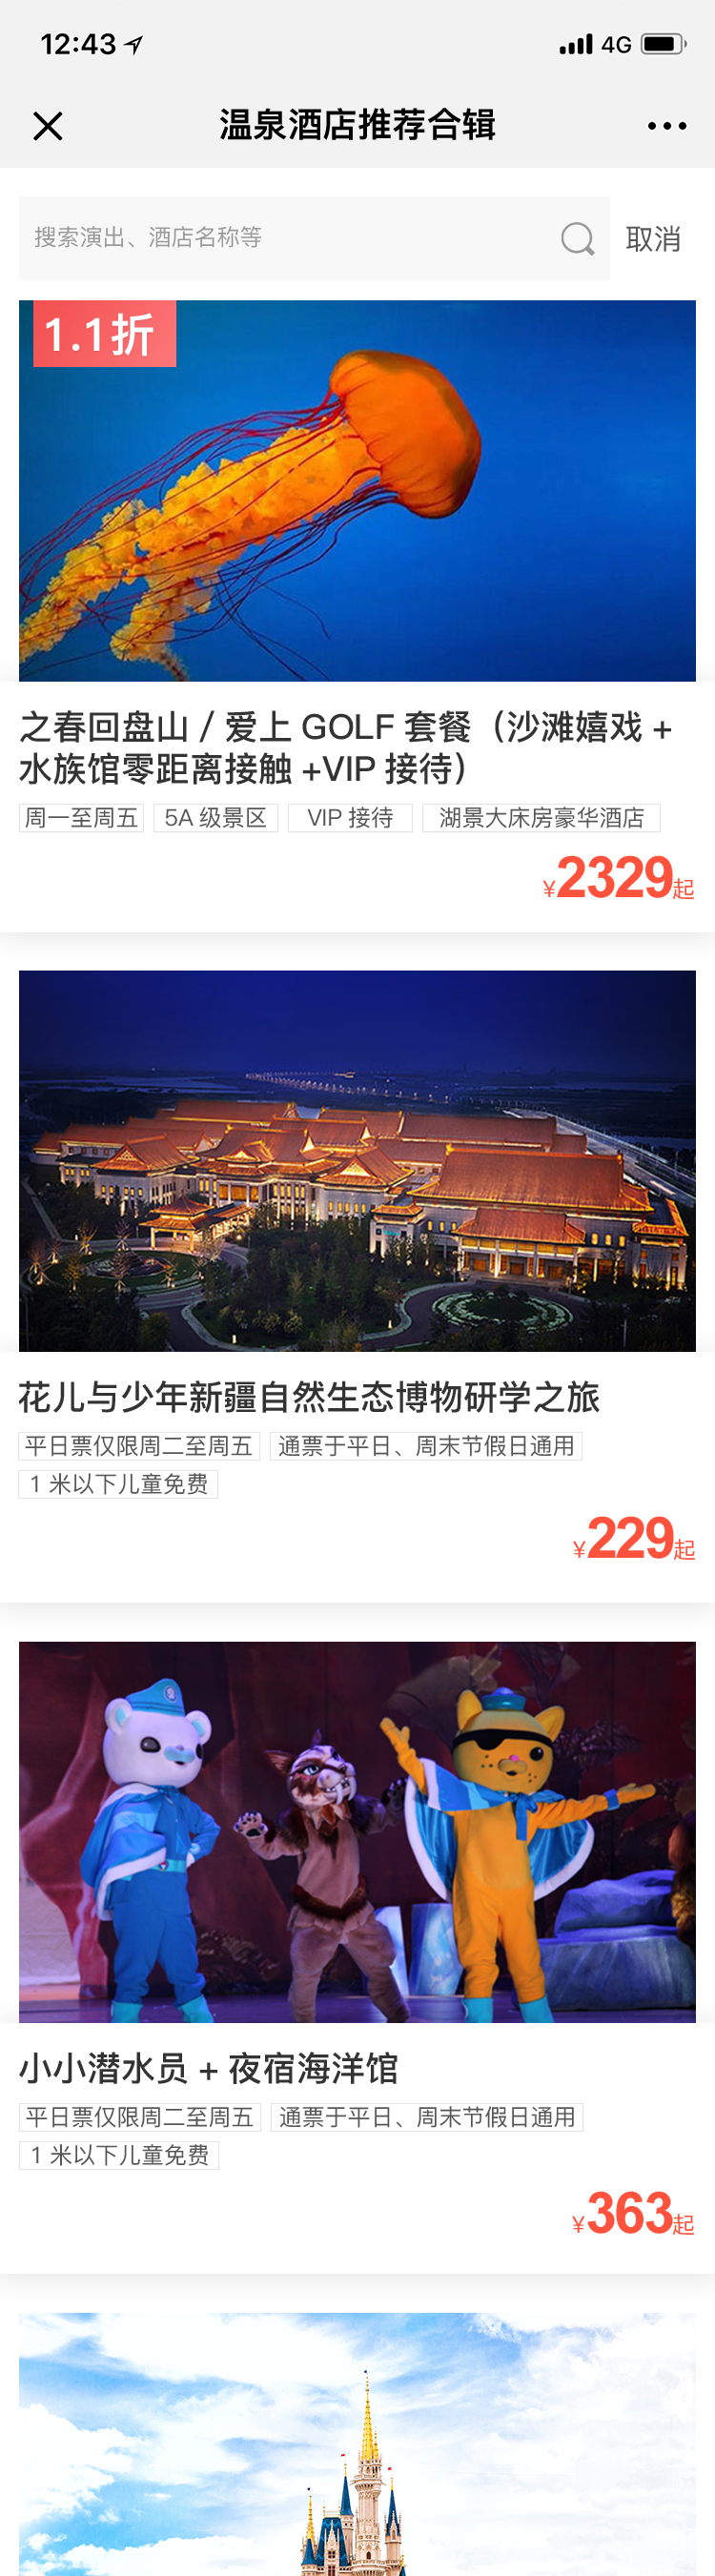 12:43
4G
温泉酒店推荐合辑
搜索演出、酒店名称等
取消
1.1折
之春回盘山 / 爱上 GOLF 套餐（沙滩嬉戏 +
水族馆零距离接触 +VIP 接待）
周一至周五 5A 级景区 VIP 接待 湖景大床房豪华酒店
¥2329起
花儿与少年新疆自然生态博物研学之旅
平日票仅限周二至周五 通票于平日、周末节假日通用
1 米以下儿童免费
¥229起
小小潜水员 + 夜宿海洋馆
平日票仅限周二至周五 通票于平日、周末节假日通用
1 米以下儿童免费
¥363起